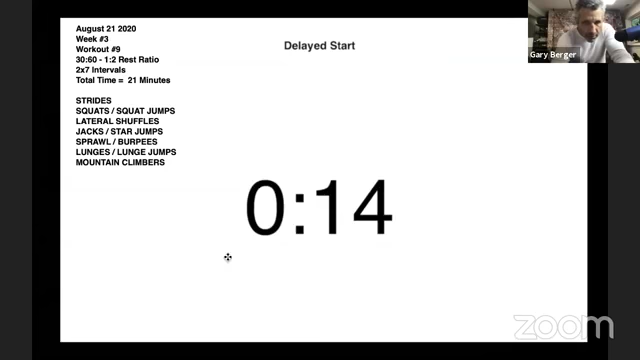 August 21 2020
Week #3
Workout #9
30:60 - 1:2 Rest Ratio
2x7 Intervals
Total Time = 21 Minutes
STRIDES
SQUATS / SQUAT JUMPS
LATERAL SHUFFLES
JACKS / STAR JUMPS
SPRAWL / BURPEES
LUNGES / LUNGE JUMPS
MOUNTAIN CLIMBERS
Delayed Start
0:14
Gary Berger
zoom